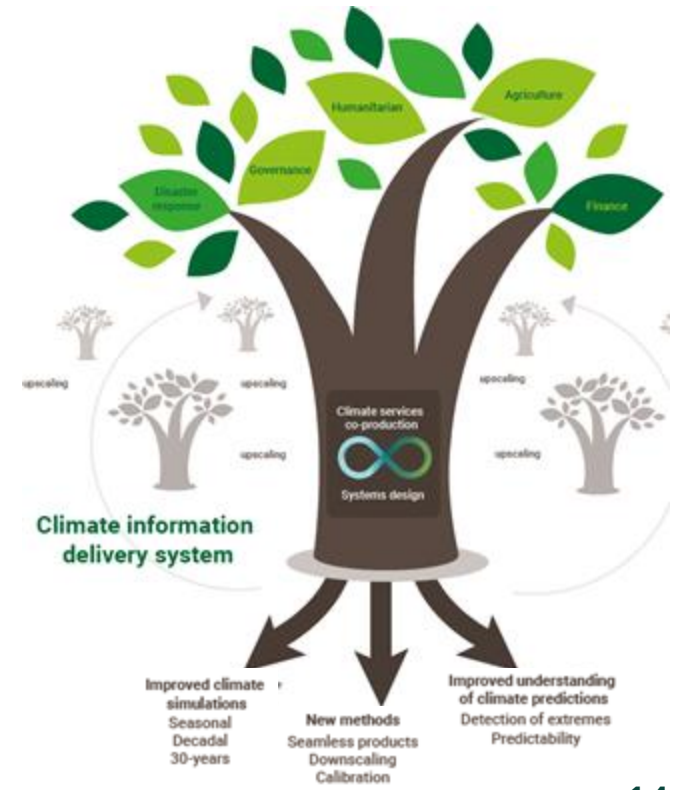 Humanitarian
Agriculture
Governance
Disaster
response
Finance
upscaling
upscaling
upscaling
upscaling
upscaling
Climate services
co-production
Systems design
Climate information
delivery system
Improved climate
simulations
Seasonal
Decadal
30-years
New methods
Seamless products
Downscaling
Calibration
Improved understanding
of climate predictions
Detection of extremes
Predictability